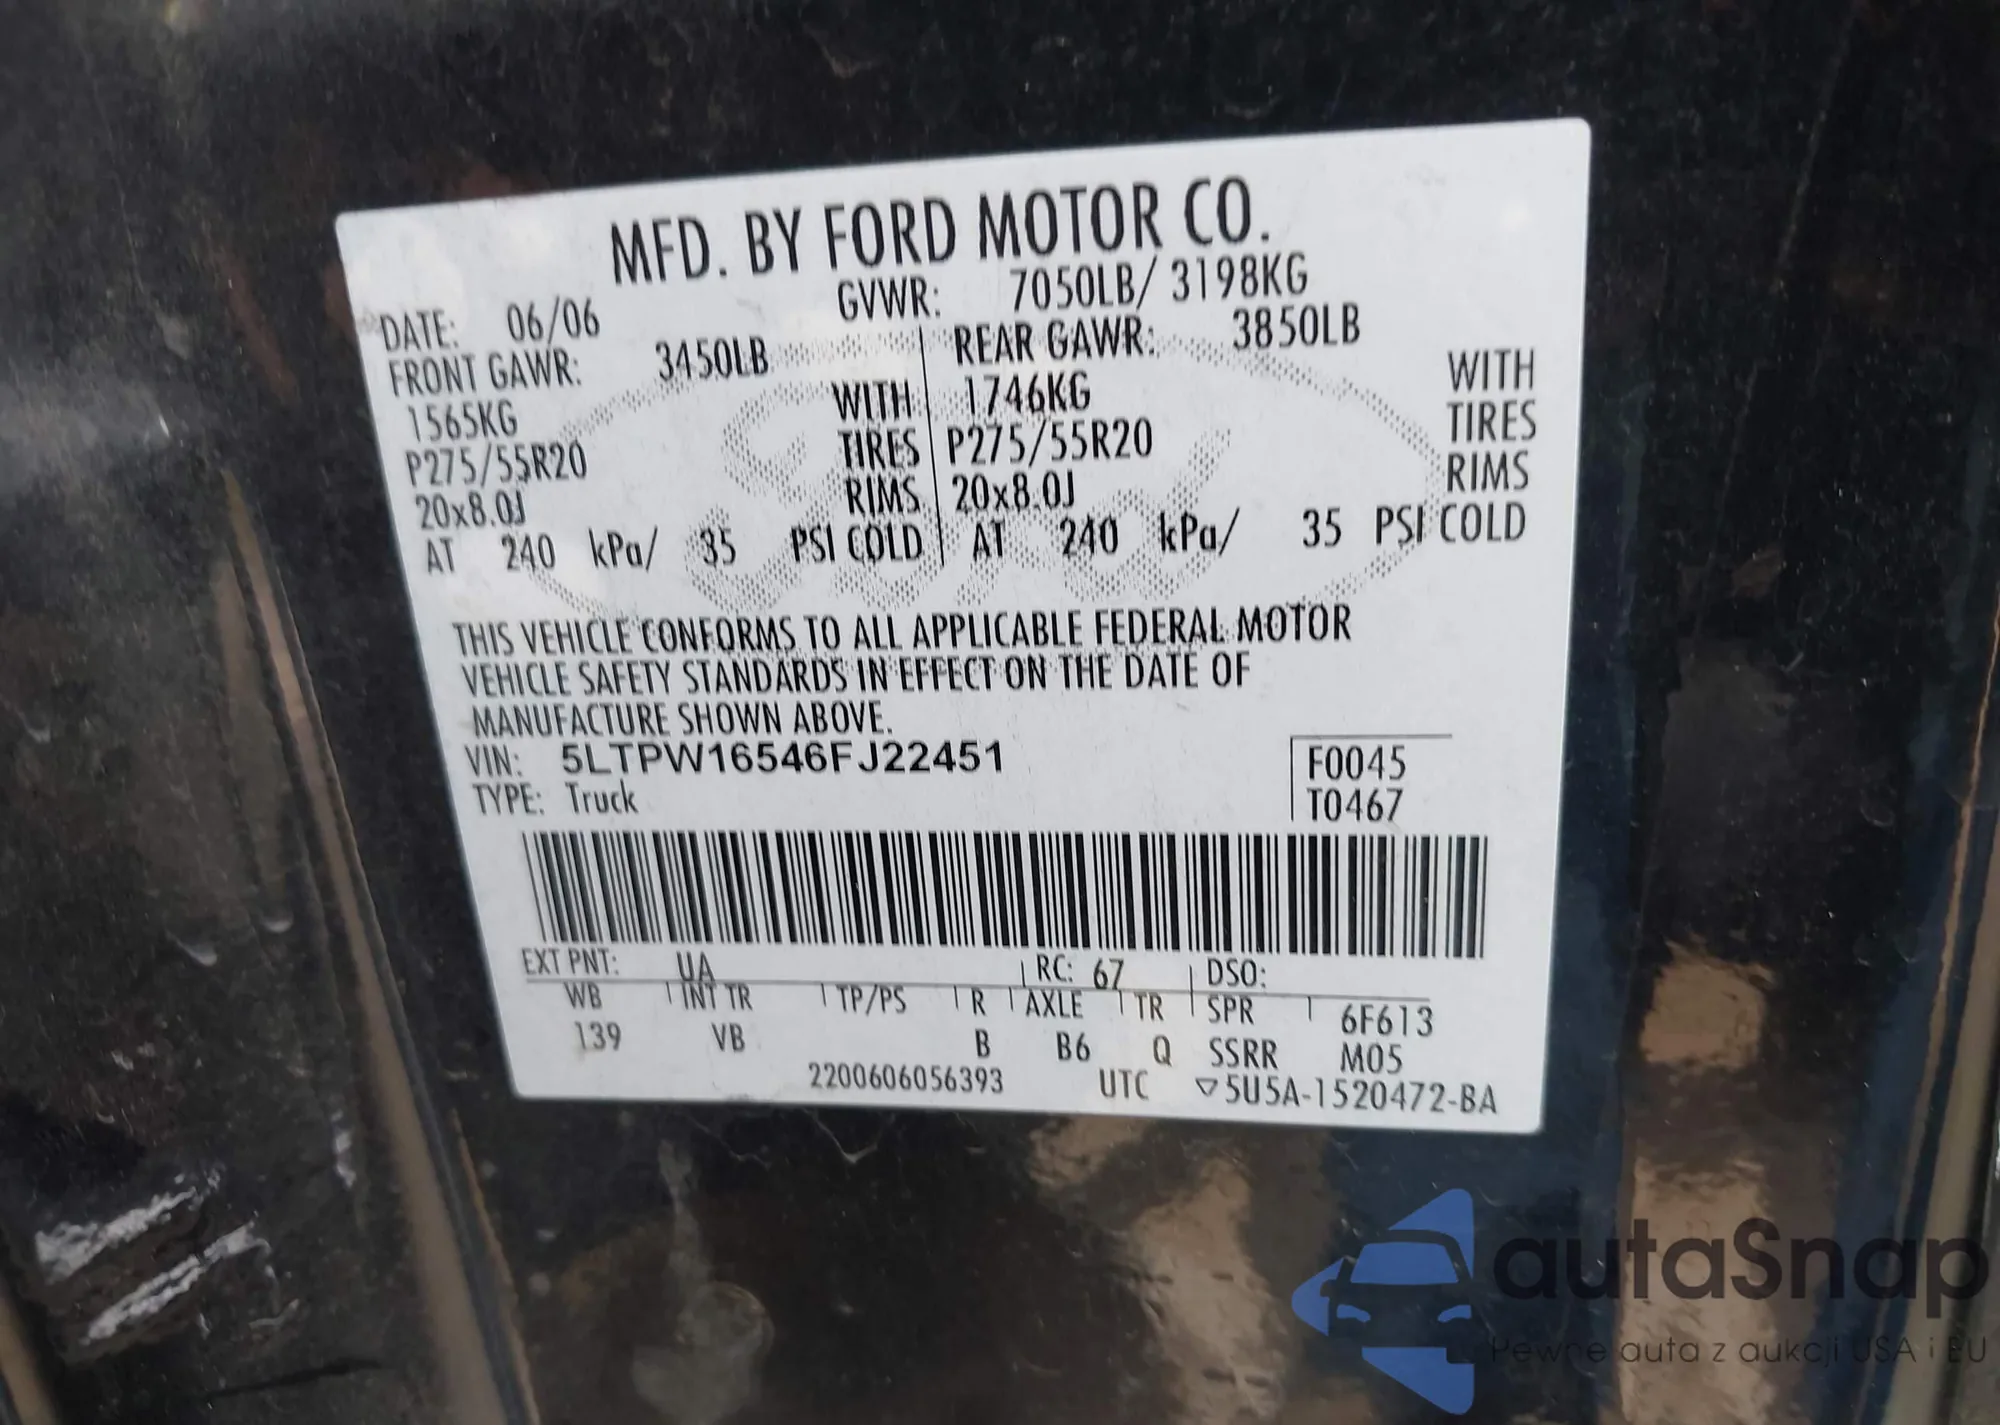 MFD. BY FORD MOTOR CO.
DATE: 06/06 GVWR: 7050LB/ 3198KG
FRONT GAWR: 3450LB REAR GAWR: 3850LB
1565KG WITH 1746KG WITH
P275/55R20 TIRES P275/55R20 TIRES
20x8.0J RIMS 20x8.0J RIMS
AT 240 kPa/ 35 PSI COLD AT 240 kPa/ 35 PSI COLD
THIS VEHICLE CONFORMS TO ALL APPLICABLE FEDERAL MOTOR
VEHICLE SAFETY STANDARDS IN EFFECT ON THE DATE OF
MANUFACTURE SHOWN ABOVE.
VIN: 5LTPW16546FJ22451 F0045
TYPE: Truck T0467
EXT PNT: UA RC: 67 DSO:
WB INT TR TP/PS R AXLE TR SPR 6F613
139 VB B B6 Q SSRR M05
2200606056393 UTC ▽5U5A-1520472-BA
Ford
autaSnap
Pewne auta z aukcji USA i EU